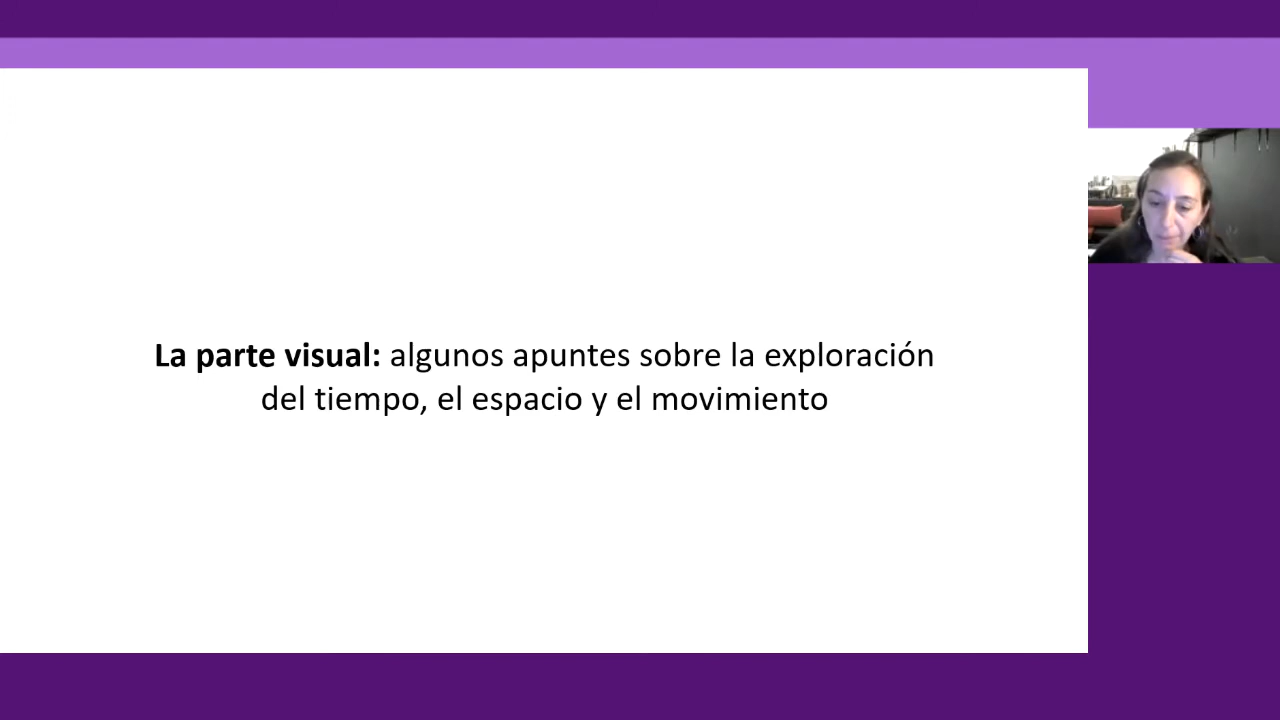 La parte visual: algunos apuntes sobre la exploración
del tiempo, el espacio y el movimiento